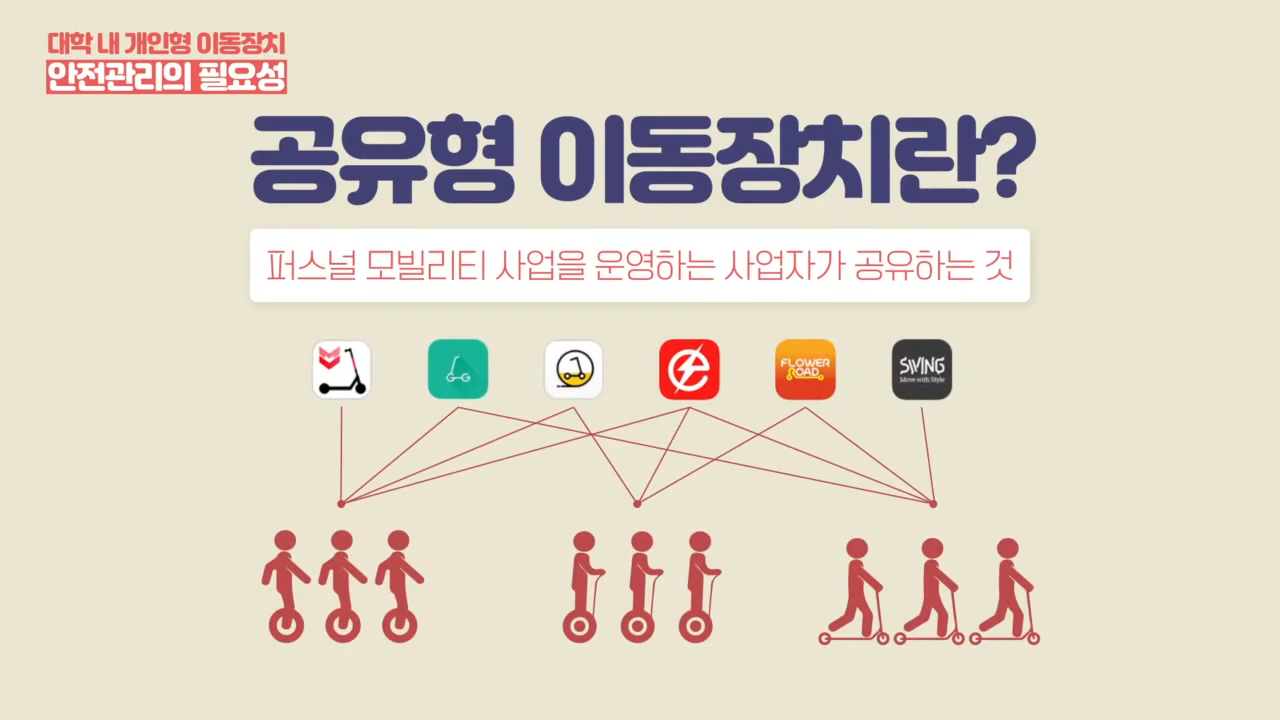 대학 내 개인형 이동장치
안전관리의 필요성
공유형 이동장치란?
퍼스널 모빌리티 사업을 운영하는 사업자가 공유하는 것
FLOWER
ROAD
SWING
Move with Style